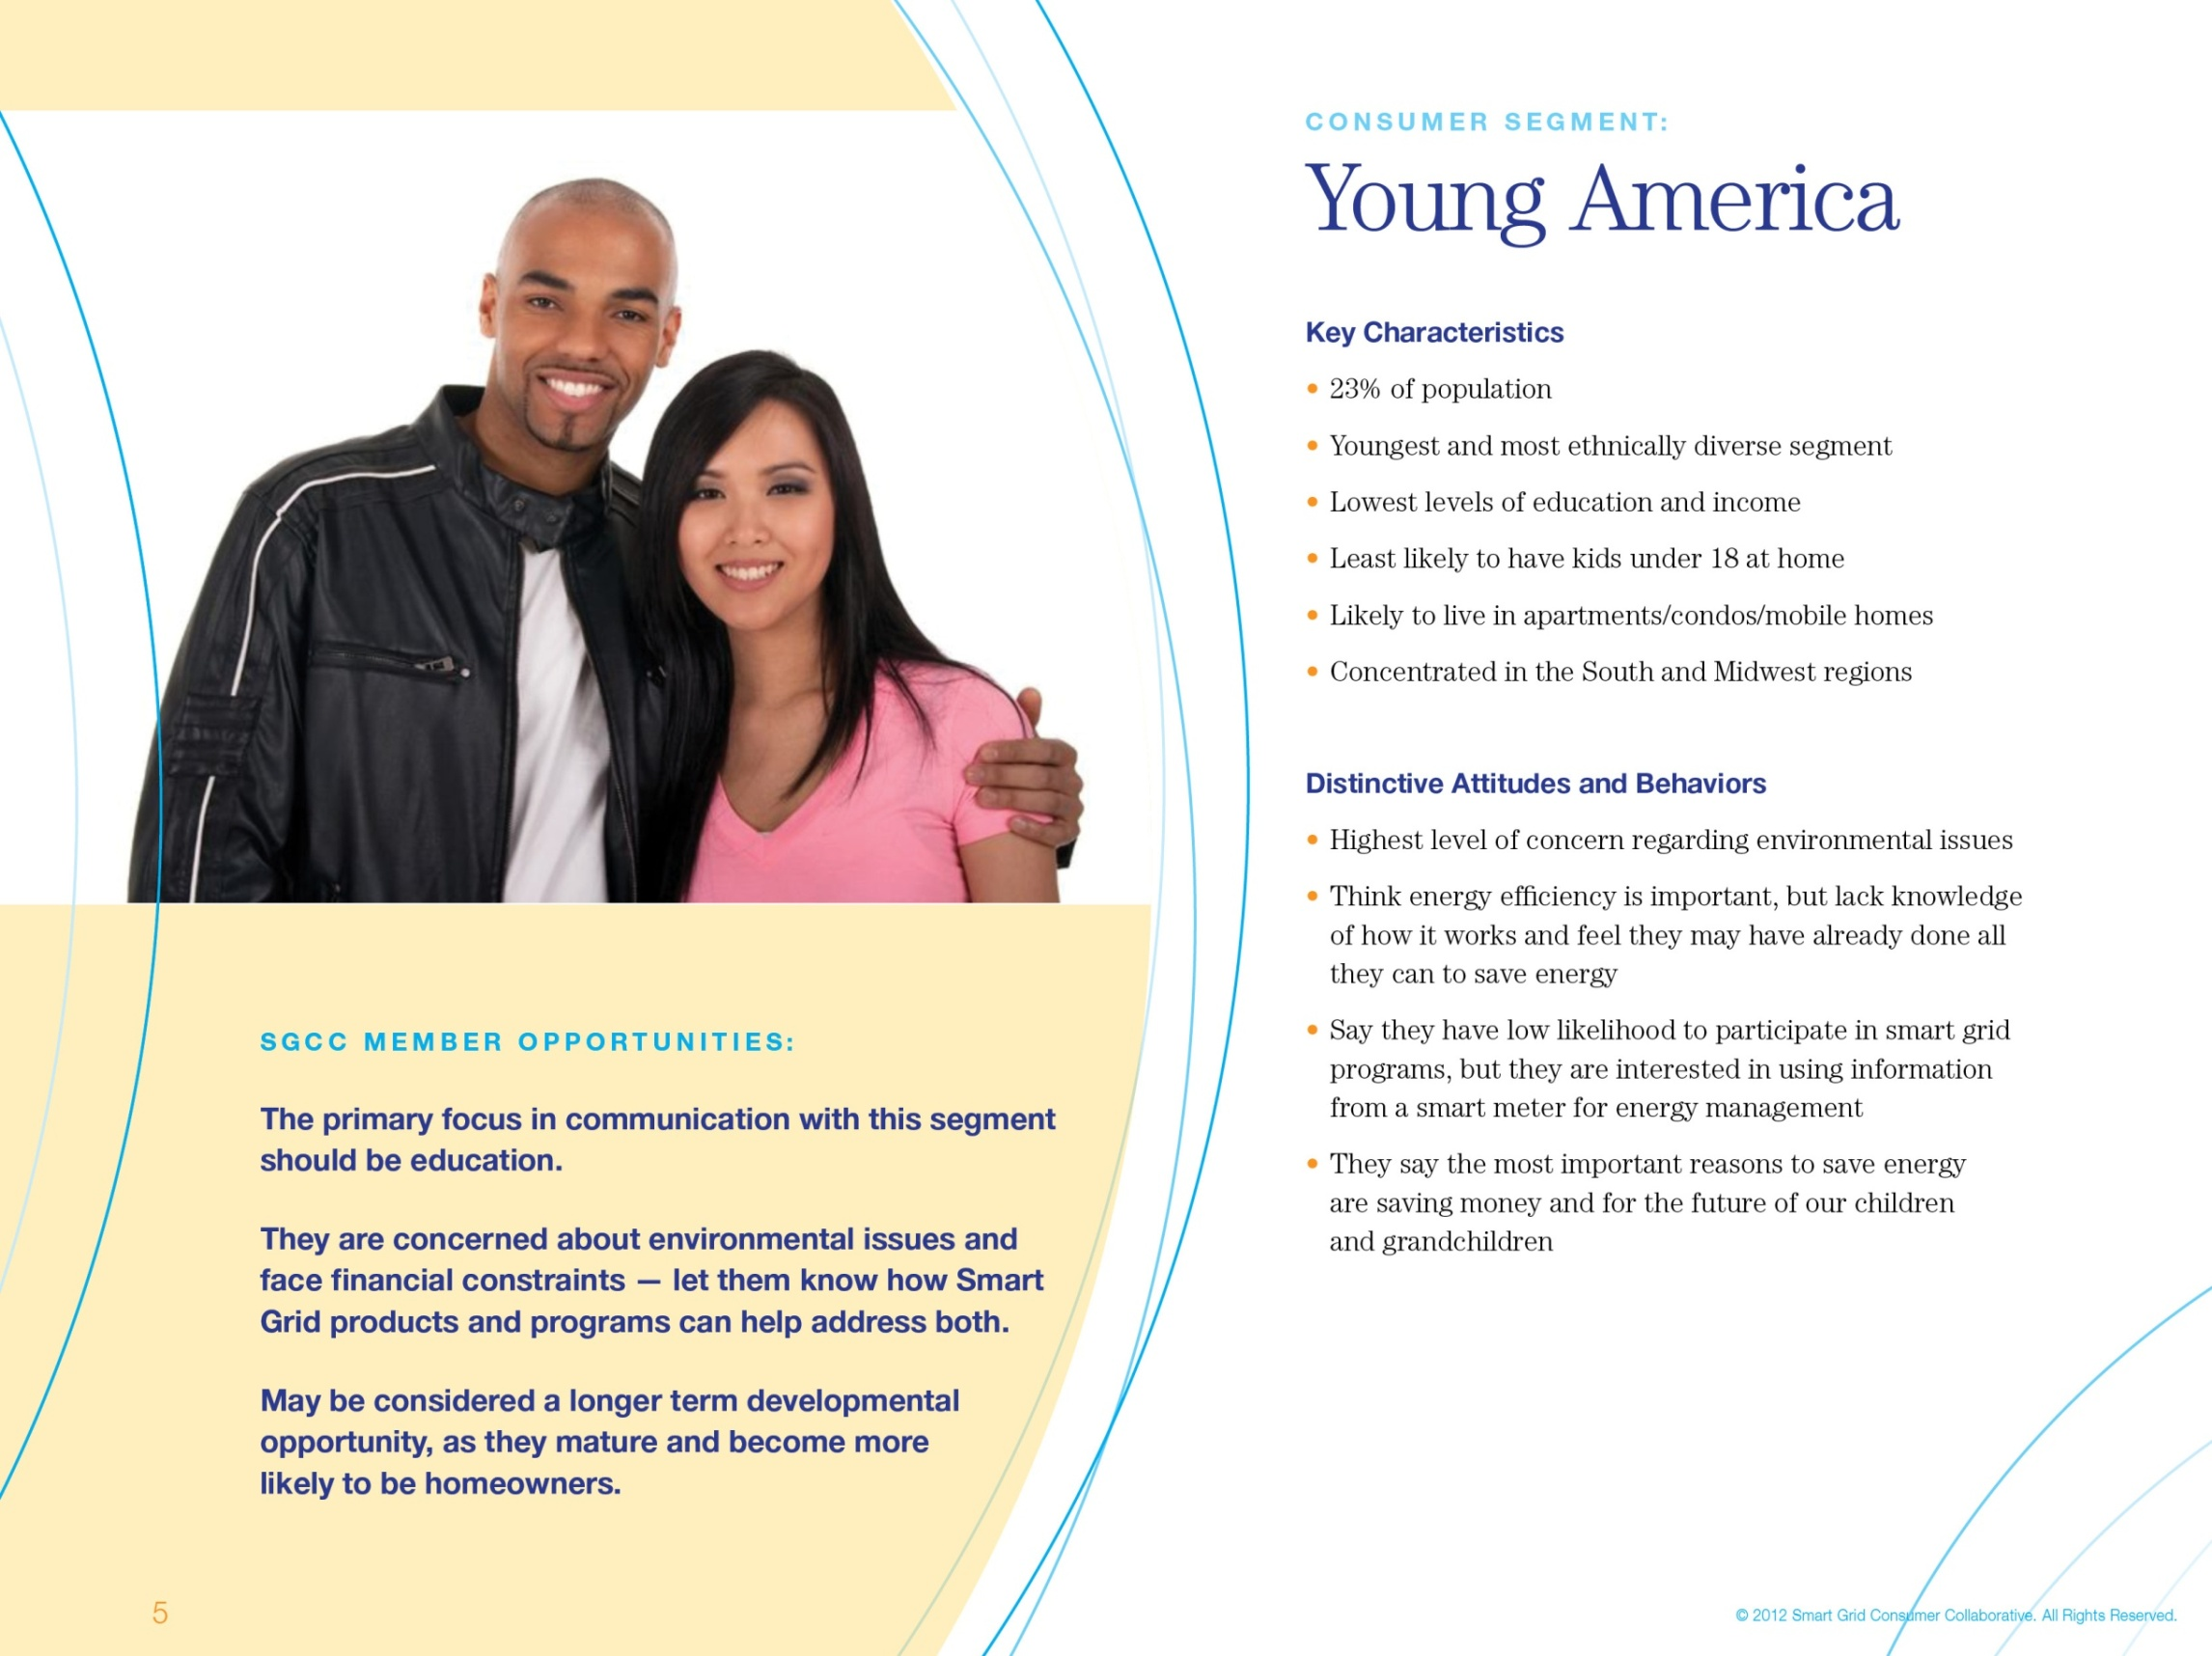 CONSUMER SEGMENT:
Young America
Key Characteristics
• 23% of population
• Youngest and most ethnically diverse segment
• Lowest levels of education and income
• Least likely to have kids under 18 at home
• Likely to live in apartments/condos/mobile homes
• Concentrated in the South and Midwest regions
Distinctive Attitudes and Behaviors
• Highest level of concern regarding environmental issues
• Think energy efficiency is important, but lack knowledge
of how it works and feel they may have already done all
they can to save energy
• Say they have low likelihood to participate in smart grid
programs, but they are interested in using information
from a smart meter for energy management
• They say the most important reasons to save energy
are saving money and for the future of our children
and grandchildren
SGCC MEMBER OPPORTUNITIES:
The primary focus in communication with this segment
should be education.
They are concerned about environmental issues and
face financial constraints — let them know how Smart
Grid products and programs can help address both.
May be considered a longer term developmental
opportunity, as they mature and become more
likely to be homeowners.
5
© 2012 Smart Grid Consumer Collaborative. All Rights Reserved.